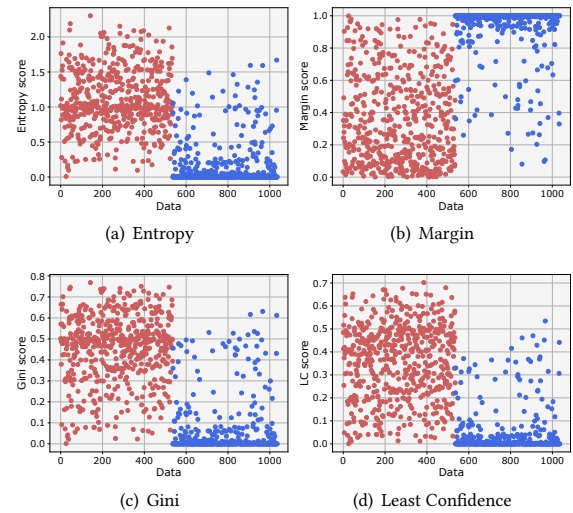 2.0
1.5
1.0
0.5
0.0
Entropy score
0 200 400 600 800 1000
Data
(a) Entropy
1.0
0.8
0.6
0.4
0.2
0.0
Margin score
0 200 400 600 800 1000
Data
(b) Margin
0.8
0.7
0.6
0.5
0.4
0.3
0.2
0.1
0.0
Gini score
0 200 400 600 800 1000
Data
(c) Gini
0.7
0.6
0.5
0.4
0.3
0.2
0.1
0.0
LC score
0 200 400 600 800 1000
Data
(d) Least Confidence